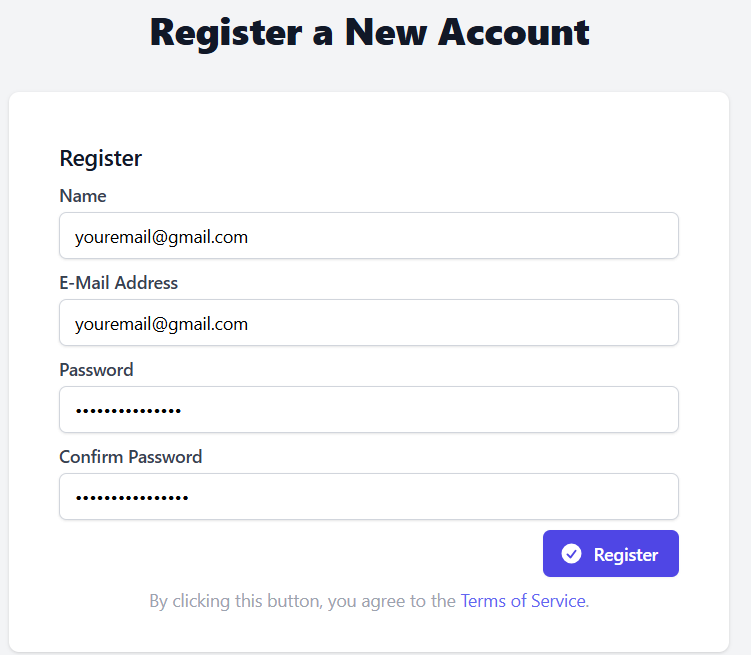 Register a New Account
Register
Name
youremail@gmail.com
E-Mail Address
youremail@gmail.com
Password
•••••••••••••••
Confirm Password
••••••••••••••••
Register
By clicking this button, you agree to the Terms of Service.